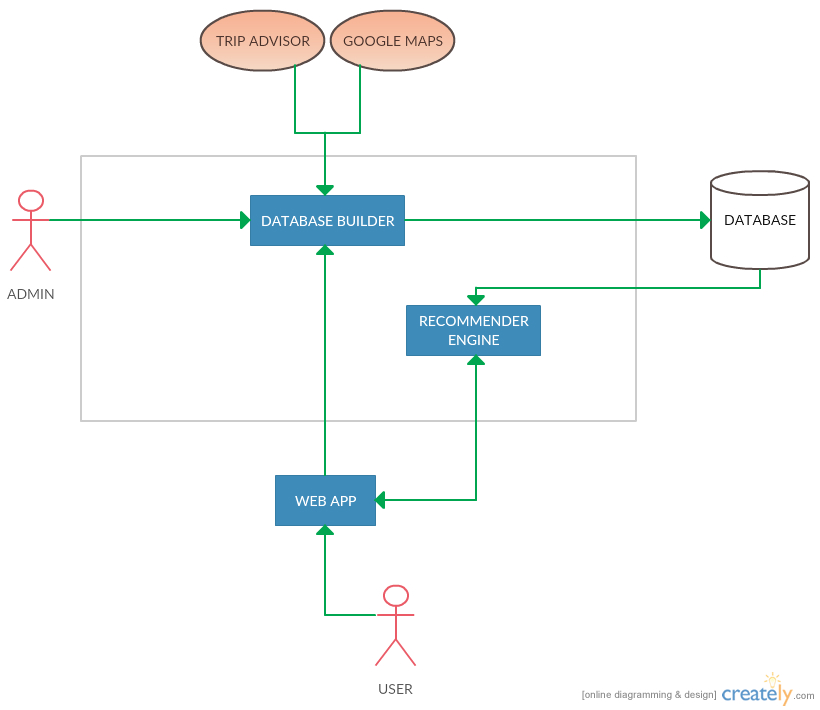 TRIP ADVISOR
GOOGLE MAPS
DATABASE BUILDER
DATABASE
ADMIN
RECOMMENDER
ENGINE
WEB APP
USER
[online diagramming & design] creately.com